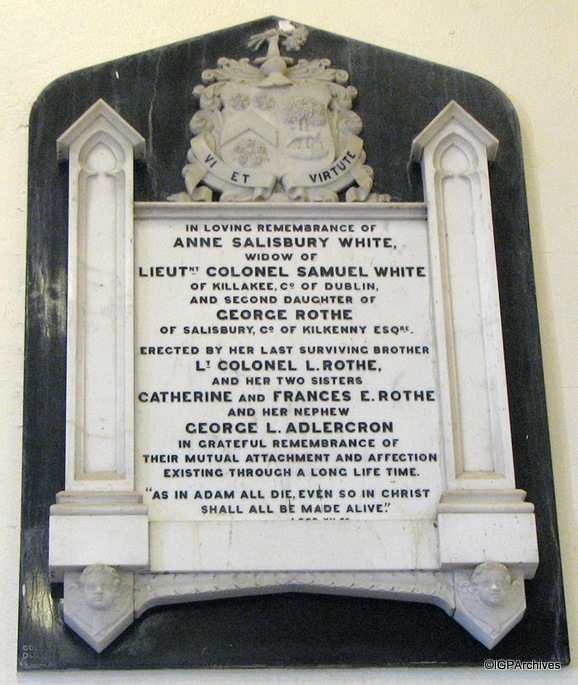 VI ET VIRTUTE
IN LOVING REMEMBRANCE OF
ANNE SALISBURY WHITE,
WIDOW OF
LIEUTNT COLONEL SAMUEL WHITE
OF KILLAKEE, CO OF DUBLIN,
AND SECOND DAUGHTER OF
GEORGE ROTHE
OF SALISBURY, CO OF KILKENNY ESQRE.
ERECTED BY HER LAST SURVIVING BROTHER
LT COLONEL L. ROTHE,
AND HER TWO SISTERS
CATHERINE AND FRANCES E. ROTHE
AND HER NEPHEW
GEORGE L. ADLERCRON
IN GRATEFUL REMEMBRANCE OF
THEIR MUTUAL ATTACHMENT AND AFFECTION
EXISTING THROUGH A LONG LIFE TIME.
"AS IN ADAM ALL DIE, EVEN SO IN CHRIST
SHALL ALL BE MADE ALIVE."
©IGPArchives